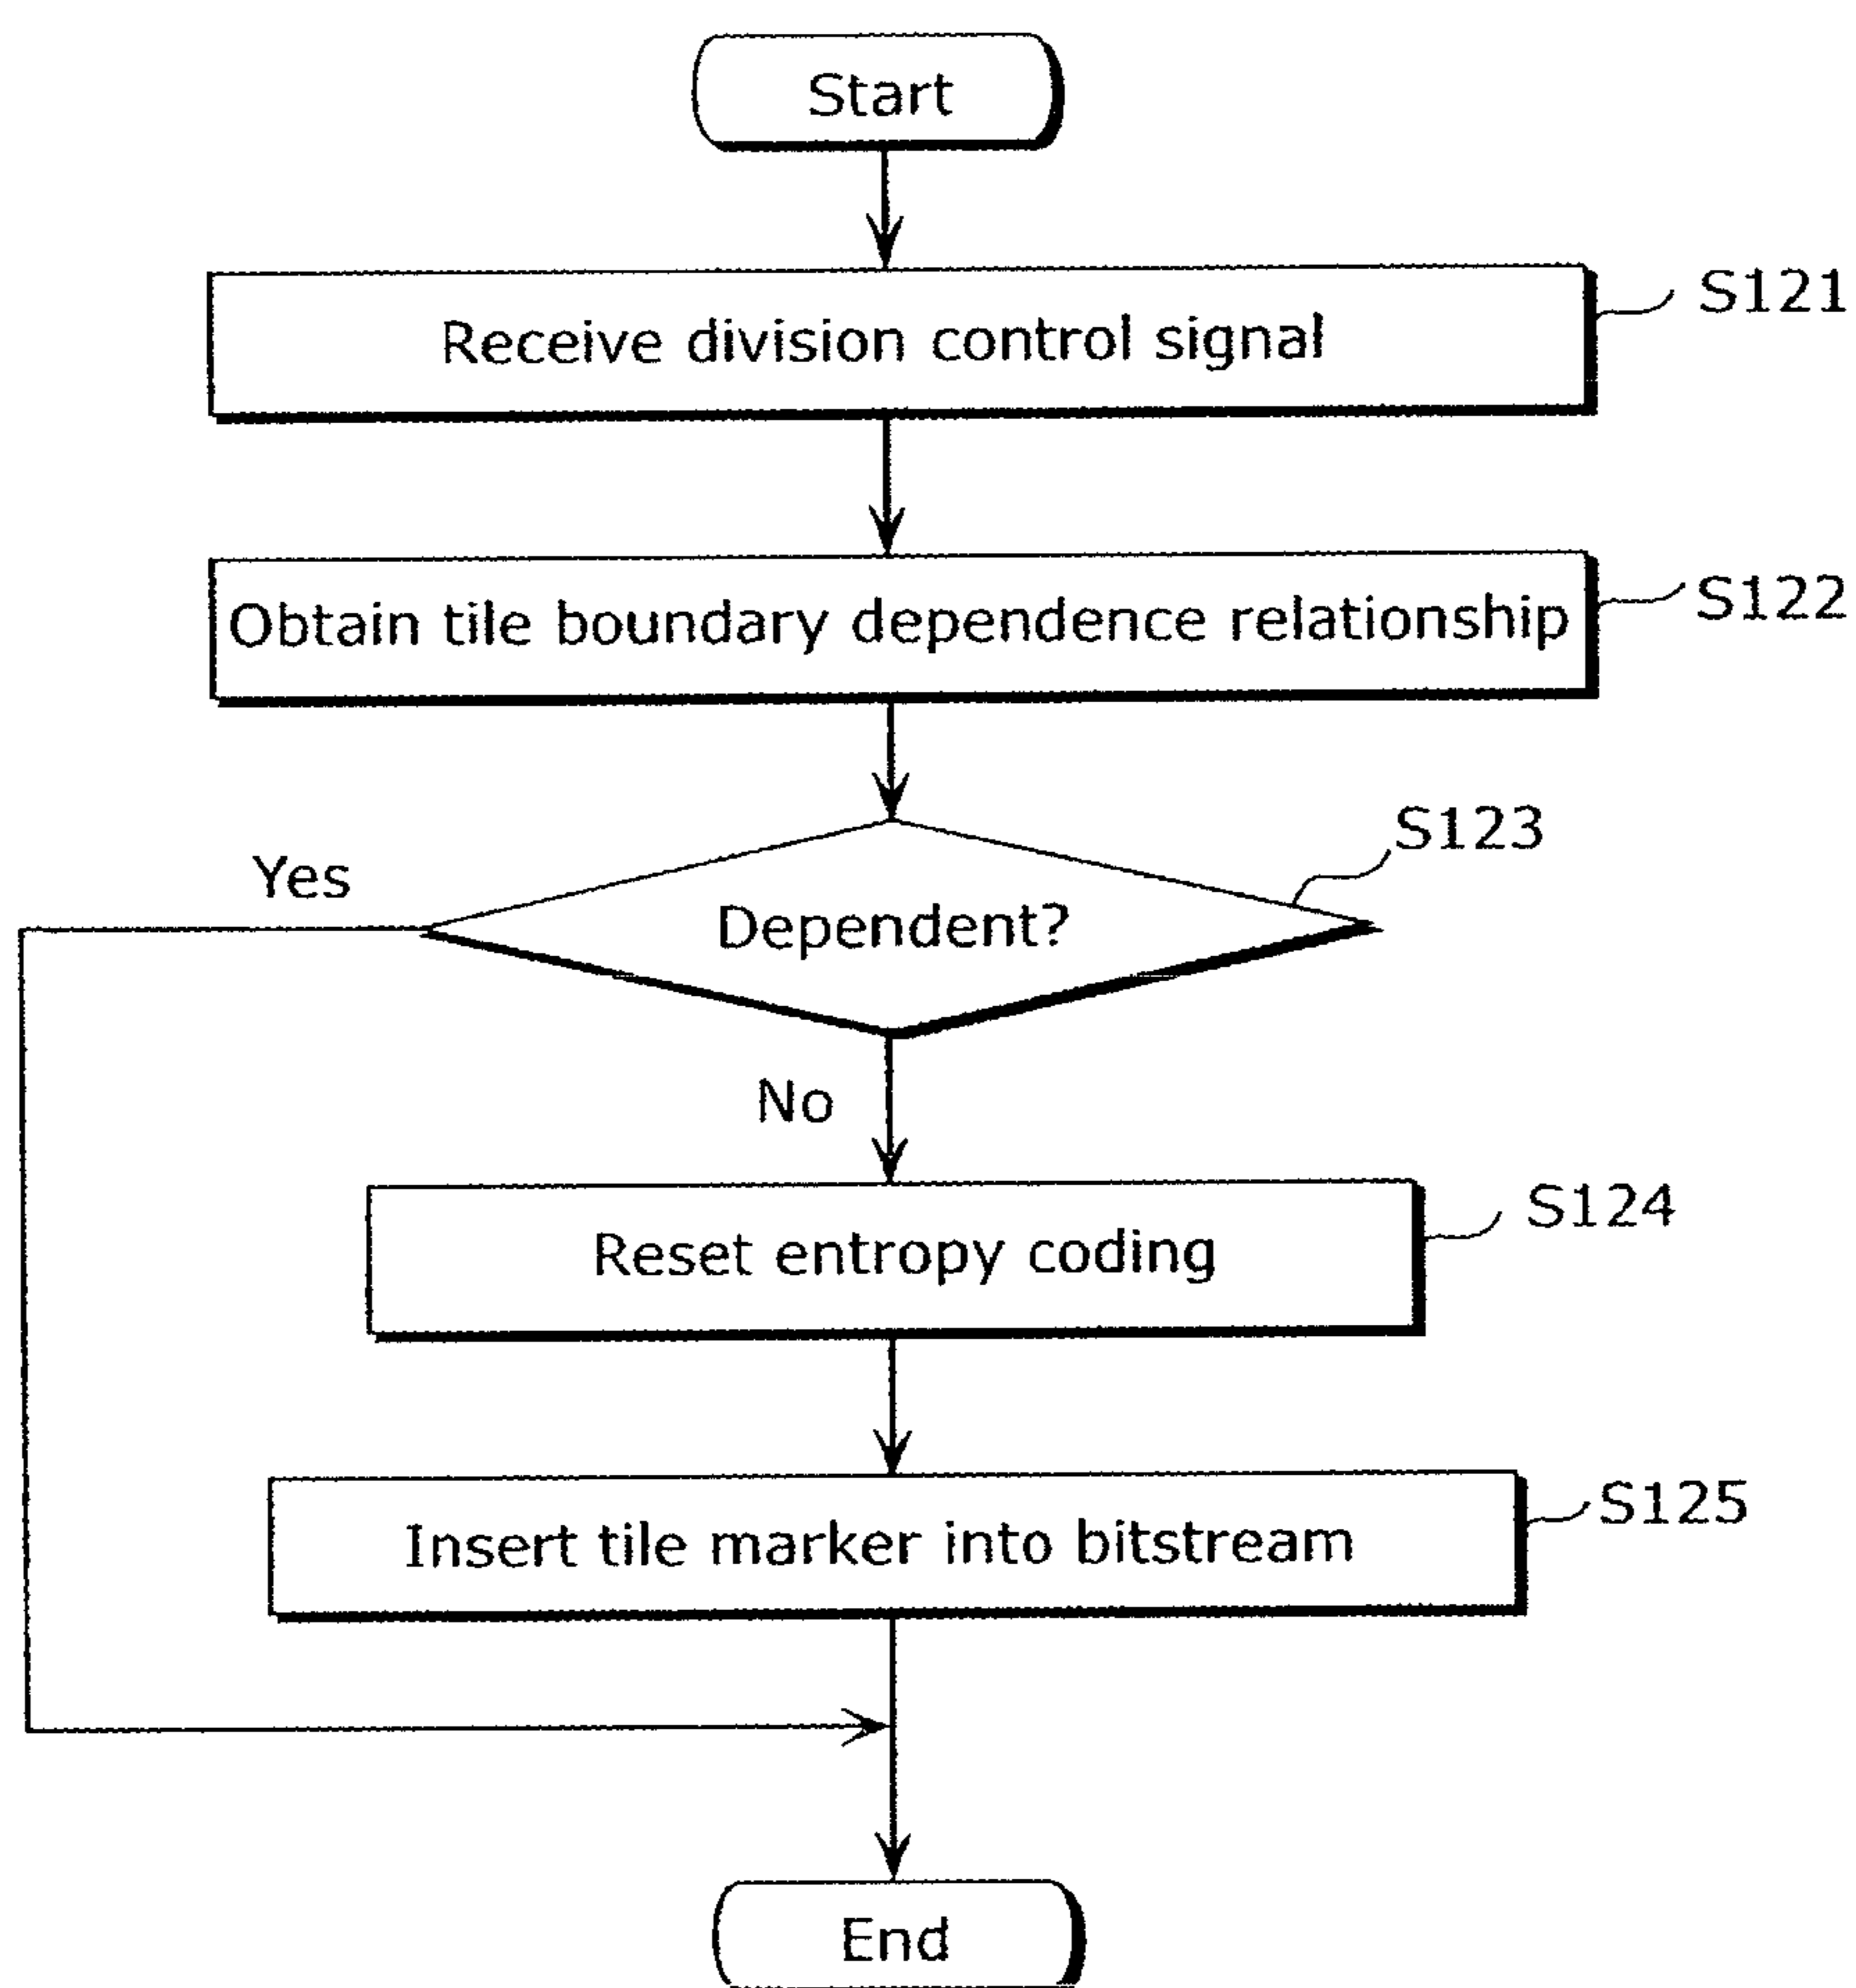 Start
Receive division control signal
S121
Obtain tile boundary dependence relationship
S122
S123
Yes
Dependent?
No
Reset entropy coding
S124
Insert tile marker into bitstream
S125
End